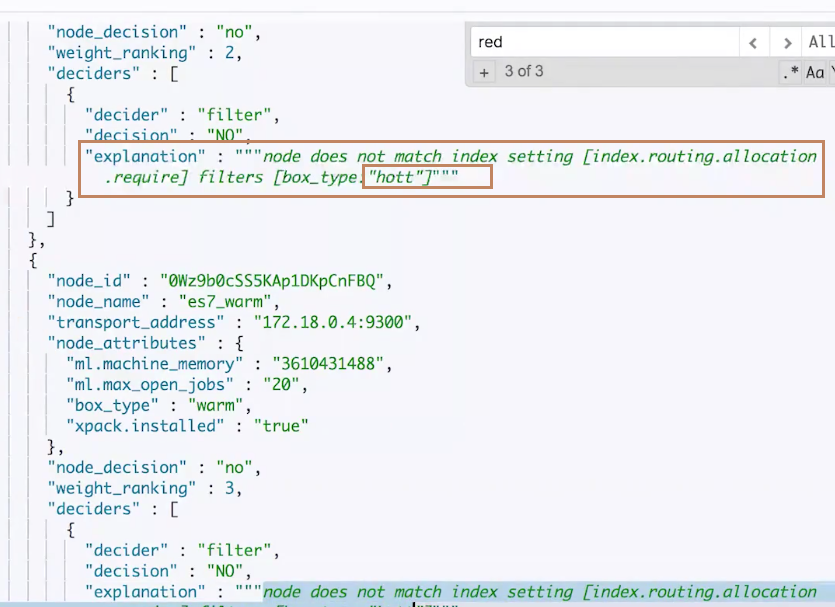 "node_decision" : "no",
"weight_ranking" : 2,
"deciders" : [
{
"decider" : "filter",
"decision" : "NO",
"explanation" : """node does not match index setting [index.routing.allocation
.require] filters [box_type:"hott"]"""
}
]
},
{
"node_id" : "0Wz9b0cSS5KAp1DKpCnFBQ",
"node_name" : "es7_warm",
"transport_address" : "172.18.0.4:9300",
"node_attributes" : {
"ml.machine_memory" : "3610431488",
"ml.max_open_jobs" : "20",
"box_type" : "warm",
"xpack.installed" : "true"
},
"node_decision" : "no",
"weight_ranking" : 3,
"deciders" : [
{
"decider" : "filter",
"decision" : "NO",
"explanation" : """node does not match index setting [index.routing.allocation
red
All
+ 3 of 3
.* Aa